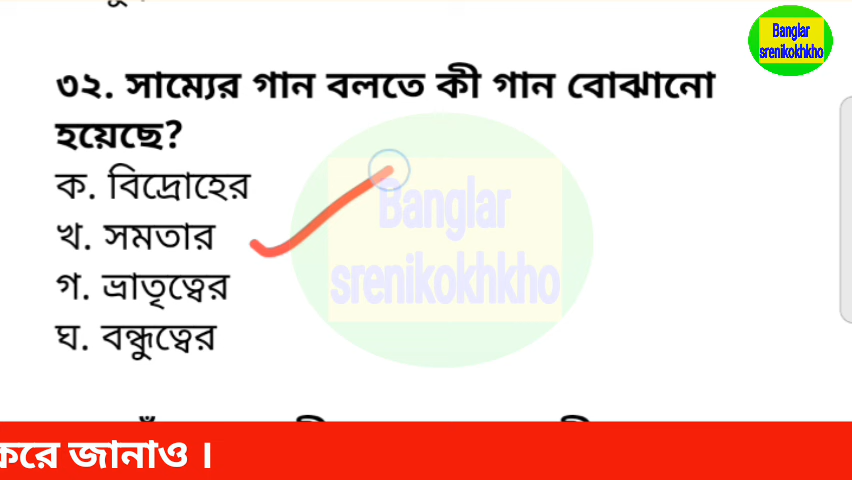 Banglar
srenikokhkho
৩২. সাম্যের গান বলতে কী গান বোঝানো
হয়েছে?
ক. বিদ্রোহের
খ. সমতার
গ. ভ্রাতৃত্বের
ঘ. বন্ধুত্বের
Banglar
srenikokhkho
করে জানাও ।